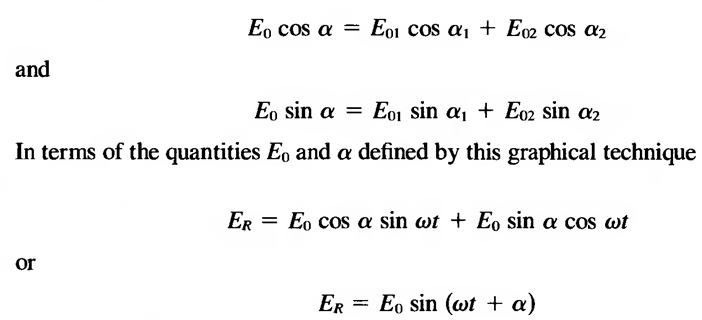 E₀ cos α = E₀₁ cos α₁ + E₀₂ cos α₂
and
E₀ sin α = E₀₁ sin α₁ + E₀₂ sin α₂
In terms of the quantities E₀ and α defined by this graphical technique
E_R = E₀ cos α sin ωt + E₀ sin α cos ωt
or
E_R = E₀ sin (ωt + α)